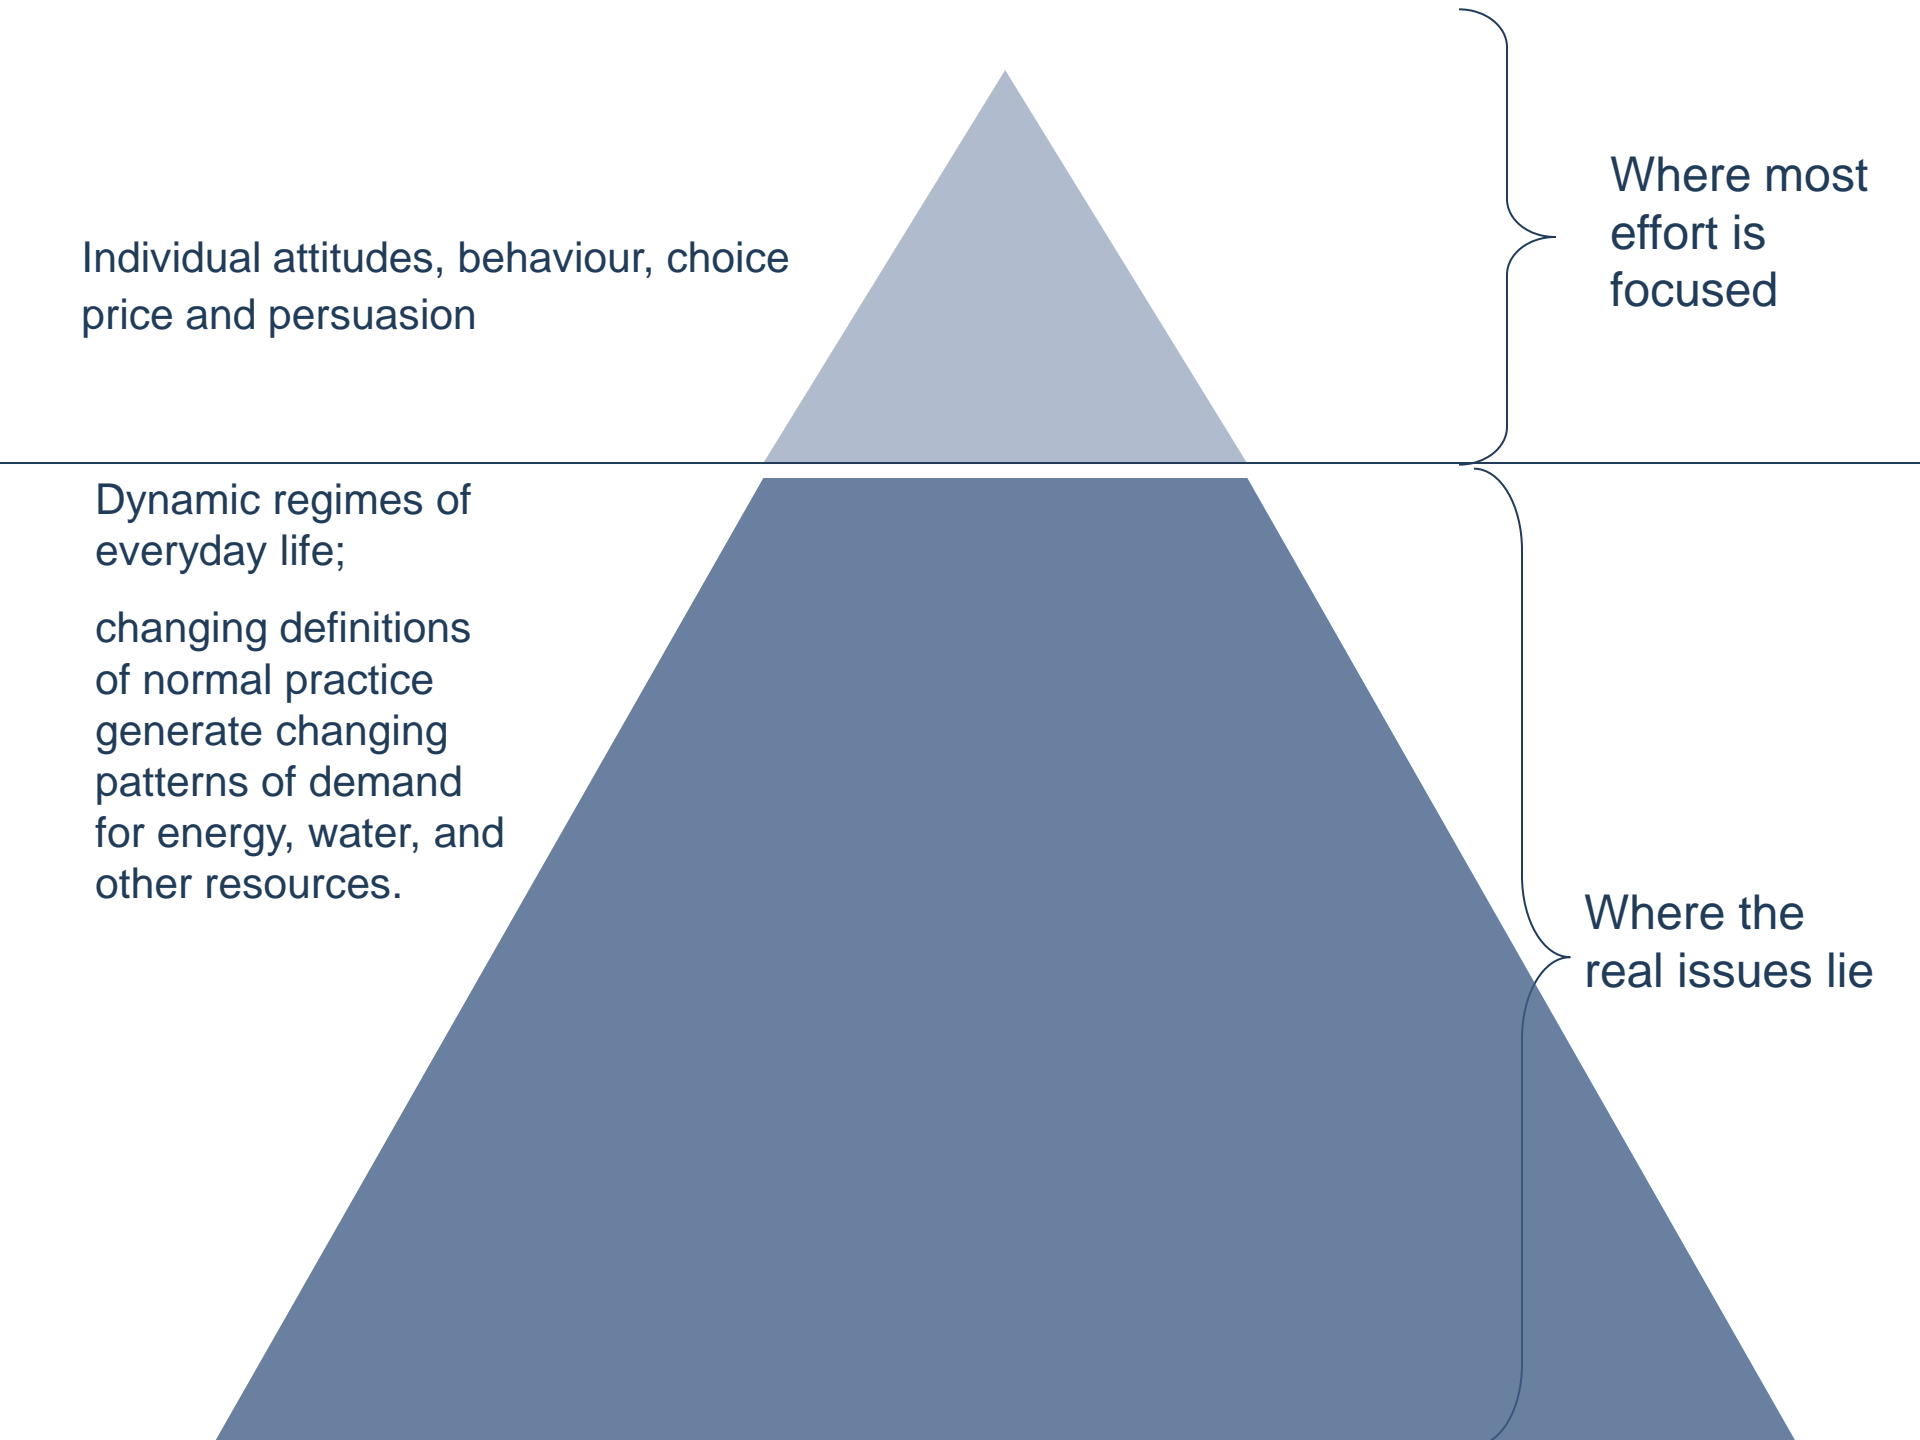 Where most
effort is
focused
Individual attitudes, behaviour, choice
price and persuasion
Dynamic regimes of
everyday life;
changing definitions
of normal practice
generate changing
patterns of demand
for energy, water, and
other resources.
Where the
real issues lie